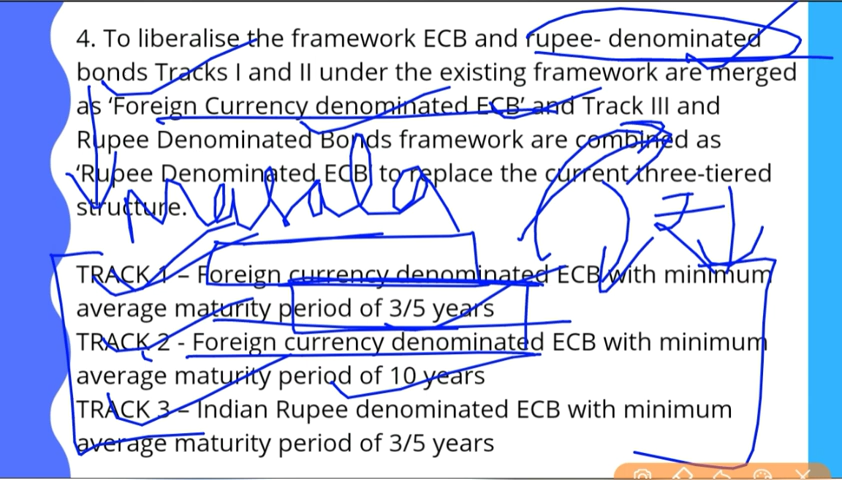 4. To liberalise the framework ECB and rupee- denominated
bonds Tracks I and II under the existing framework are merged
as ‘Foreign Currency denominated ECB’ and Track III and
Rupee Denominated Bonds framework are combined as
‘Rupee Denominated ECB’ to replace the current three-tiered
structure.
Masala
₹
TRACK 1 – Foreign currency denominated ECB with minimum
average maturity period of 3/5 years
TRACK 2 - Foreign currency denominated ECB with minimum
average maturity period of 10 years
TRACK 3 – Indian Rupee denominated ECB with minimum
average maturity period of 3/5 years